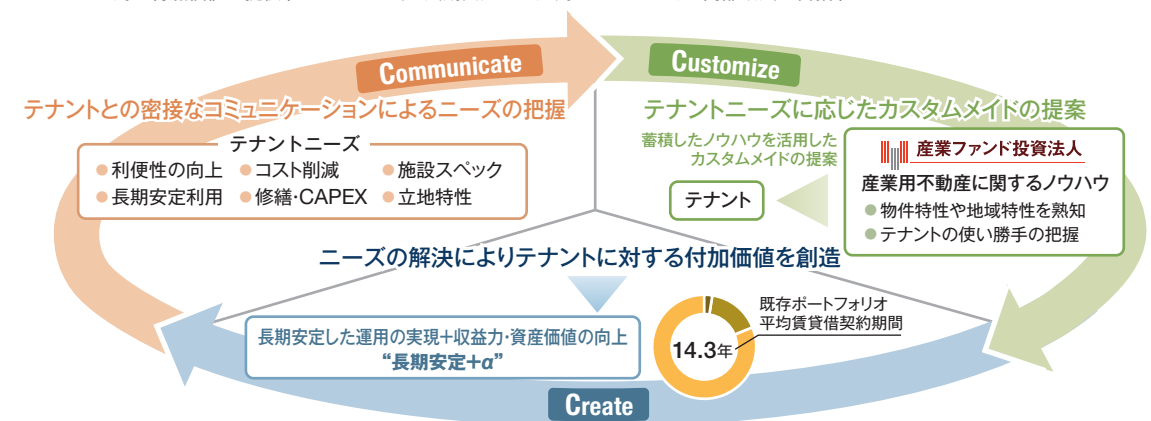 Communicate
Customize
テナントとの密接なコミュニケーションによるニーズの把握
テナントニーズ
●利便性の向上 ●コスト削減 ●施設スペック
●長期安定利用 ●修繕・CAPEX ●立地特性
テナントニーズに応じたカスタムメイドの提案
蓄積したノウハウを活用した
カスタムメイドの提案
テナント
産業ファンド投資法人
産業用不動産に関するノウハウ
●物件特性や地域特性を熟知
●テナントの使い勝手の把握
ニーズの解決によりテナントに対する付加価値を創造
長期安定した運用の実現+収益力・資産価値の向上
“長期安定+α”
14.3年
既存ポートフォリオ
平均賃貸借契約期間
Create